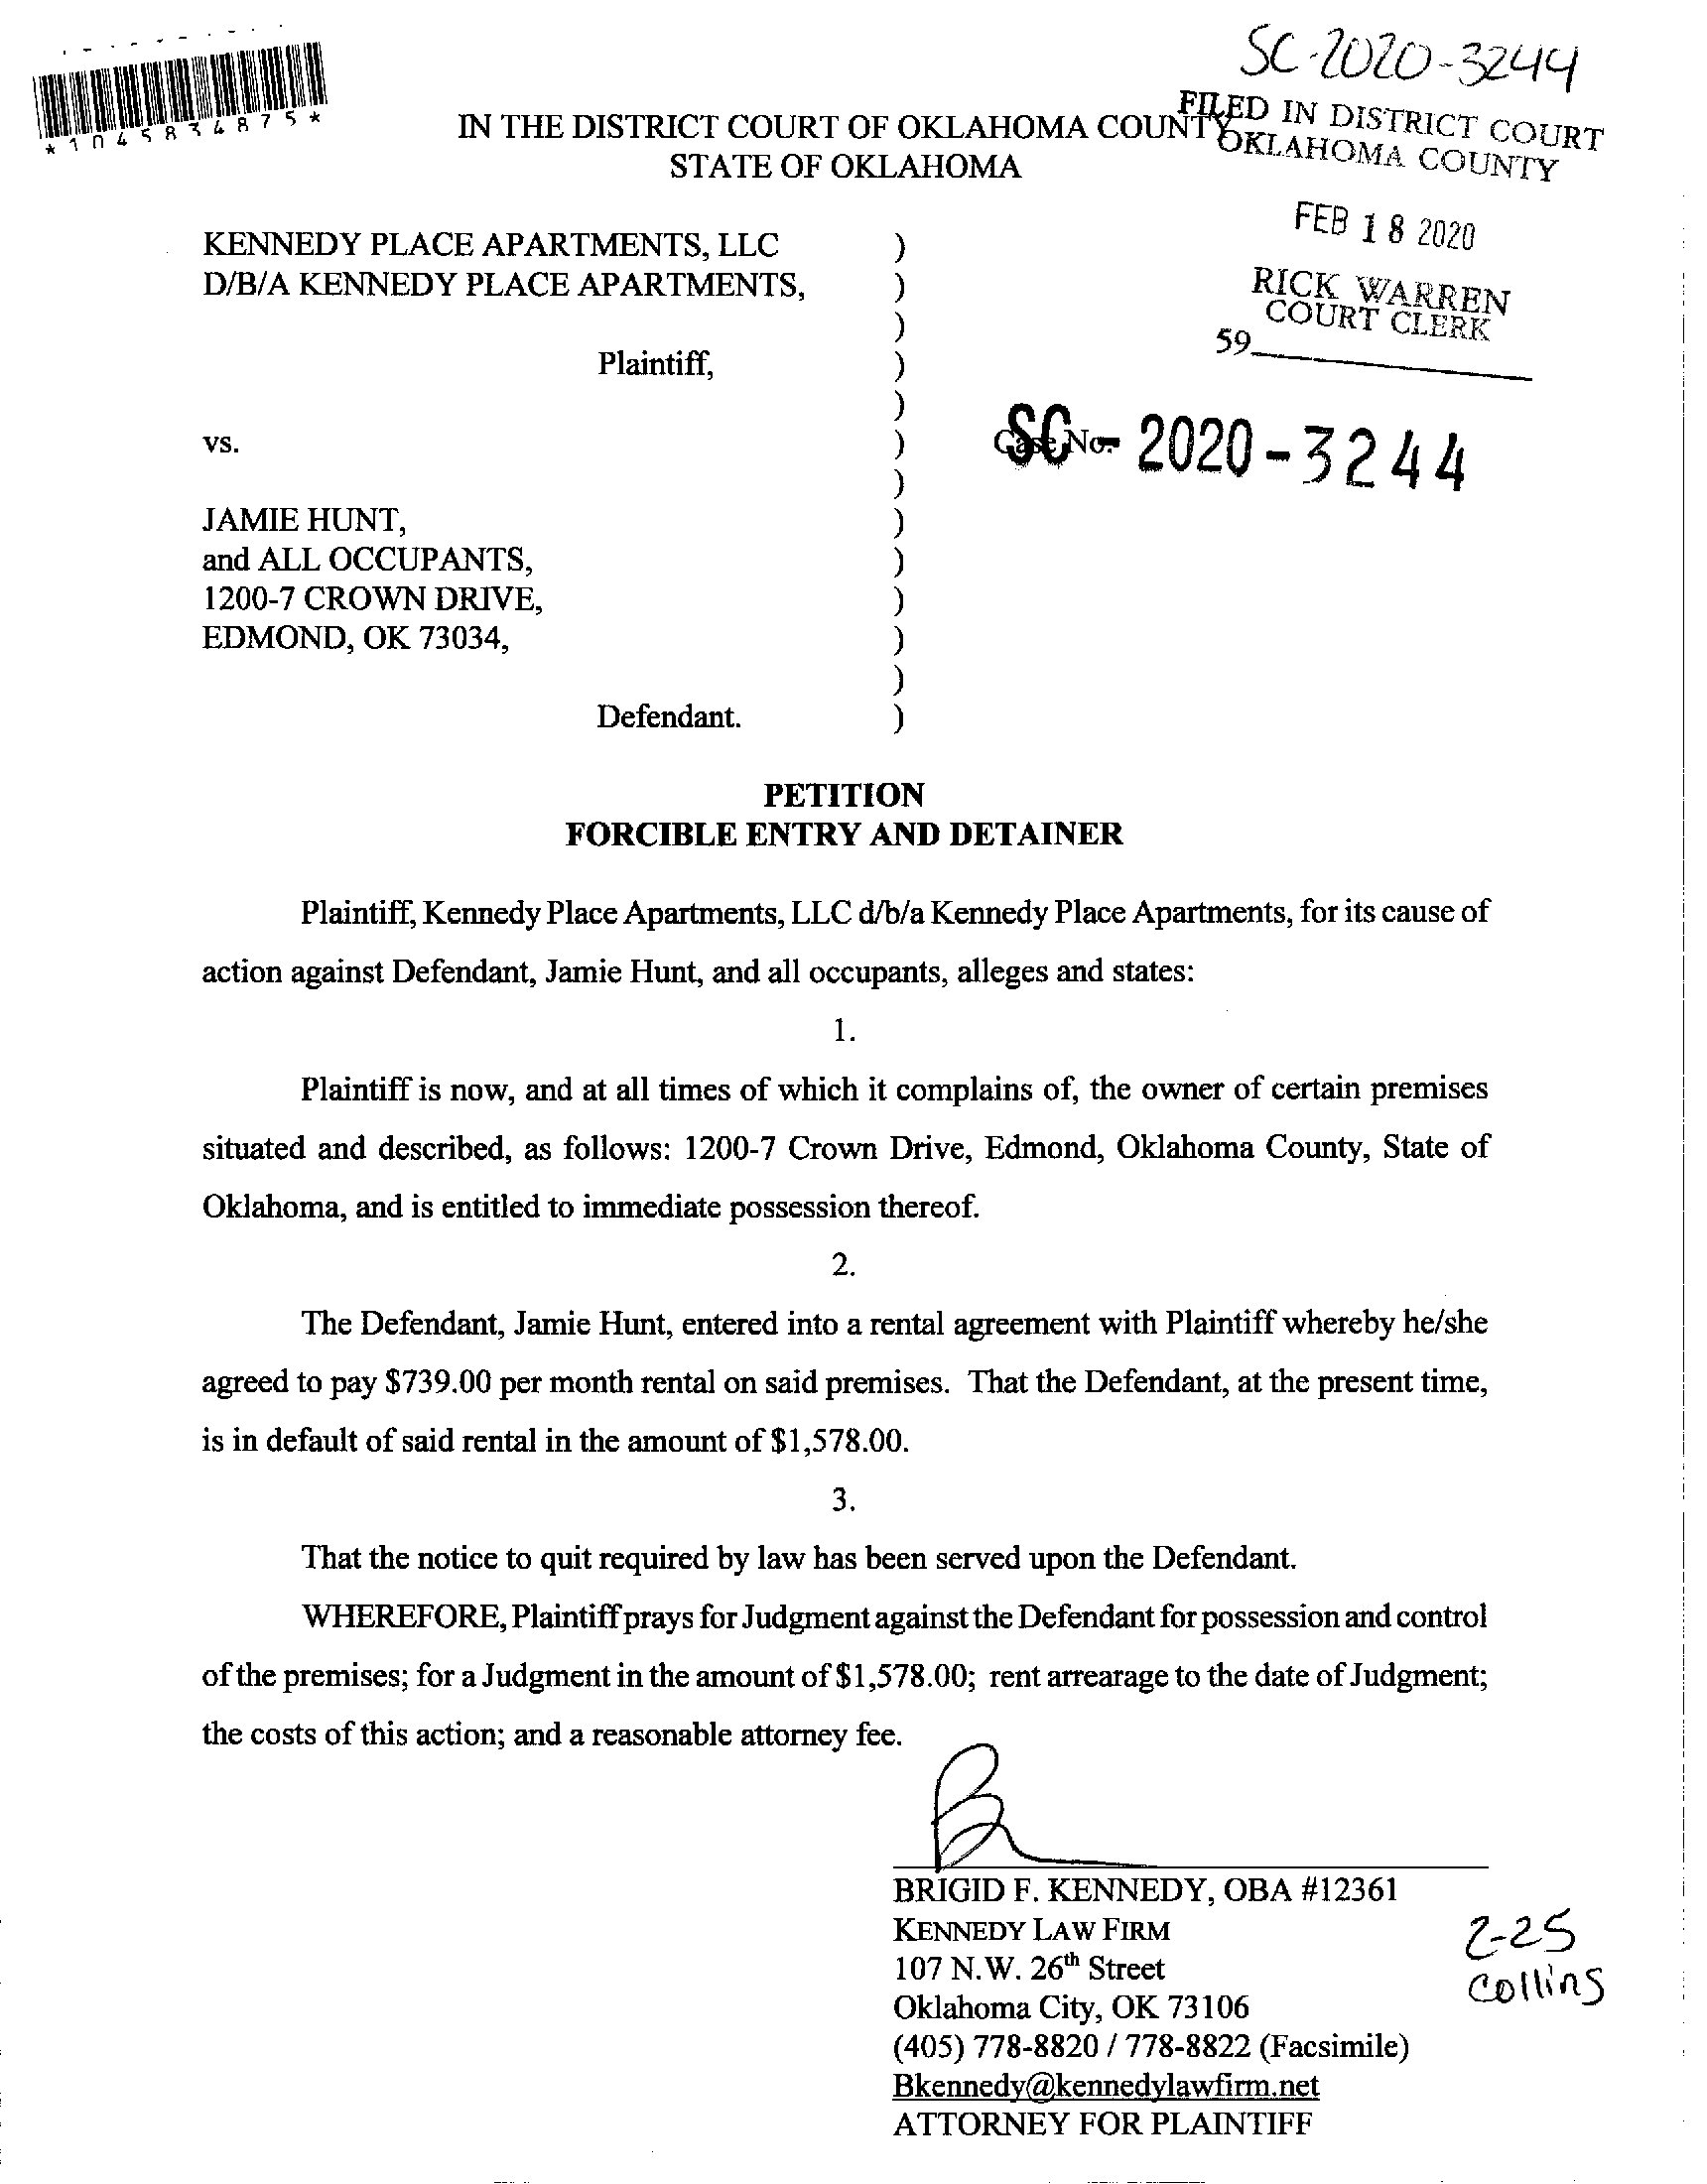 SC-2020-3244
*1045834875*
FILED IN DISTRICT COURT
OKLAHOMA COUNTY
IN THE DISTRICT COURT OF OKLAHOMA COUNTY
STATE OF OKLAHOMA
FEB 18 2020
RICK WARREN
COURT CLERK
59
KENNEDY PLACE APARTMENTS, LLC )
D/B/A KENNEDY PLACE APARTMENTS, )
)
Plaintiff, )
)
vs. ) Case No.
SC - 2020 - 3244
)
JAMIE HUNT, )
and ALL OCCUPANTS, )
1200-7 CROWN DRIVE, )
EDMOND, OK 73034, )
)
Defendant. )
PETITION
FORCIBLE ENTRY AND DETAINER
Plaintiff, Kennedy Place Apartments, LLC d/b/a Kennedy Place Apartments, for its cause of
action against Defendant, Jamie Hunt, and all occupants, alleges and states:
1.
Plaintiff is now, and at all times of which it complains of, the owner of certain premises
situated and described, as follows: 1200-7 Crown Drive, Edmond, Oklahoma County, State of
Oklahoma, and is entitled to immediate possession thereof.
2.
The Defendant, Jamie Hunt, entered into a rental agreement with Plaintiff whereby he/she
agreed to pay $739.00 per month rental on said premises. That the Defendant, at the present time,
is in default of said rental in the amount of $1,578.00.
3.
That the notice to quit required by law has been served upon the Defendant.
WHEREFORE, Plaintiff prays for Judgment against the Defendant for possession and control
of the premises; for a Judgment in the amount of $1,578.00; rent arrearage to the date of Judgment;
the costs of this action; and a reasonable attorney fee.
BRIGID F. KENNEDY, OBA #12361
KENNEDY LAW FIRM
107 N.W. 26th Street
Oklahoma City, OK 73106
(405) 778-8820 / 778-8822 (Facsimile)
Bkennedy@kennedylawfirm.net
ATTORNEY FOR PLAINTIFF
2-25
Collins